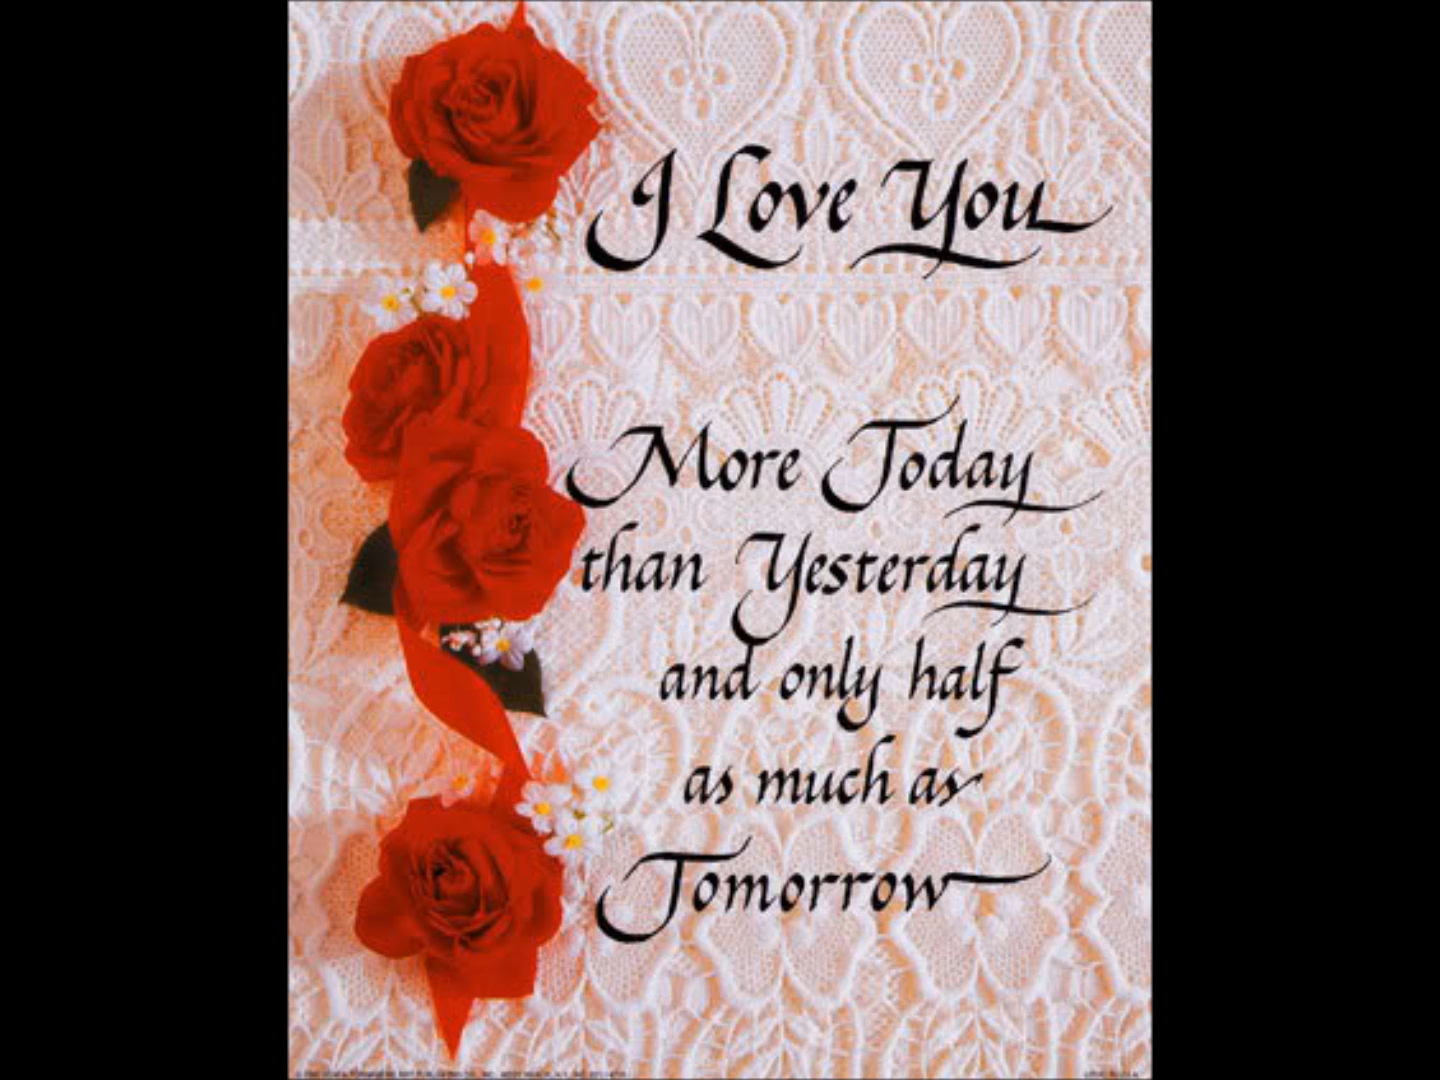 I Love You
More Today
than Yesterday
and only half
as much as
Tomorrow